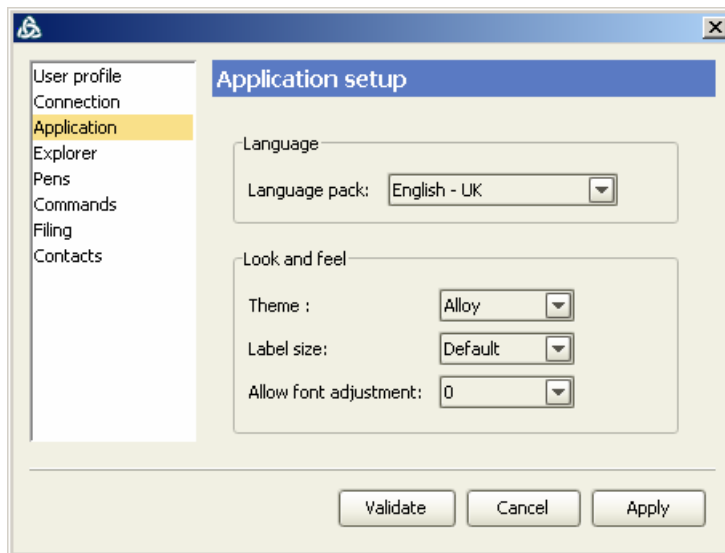 User profile
Connection
Application
Explorer
Pens
Commands
Filing
Contacts
Application setup
Language
Language pack: English - UK
Look and feel
Theme : Alloy
Label size: Default
Allow font adjustment: 0
Validate Cancel Apply